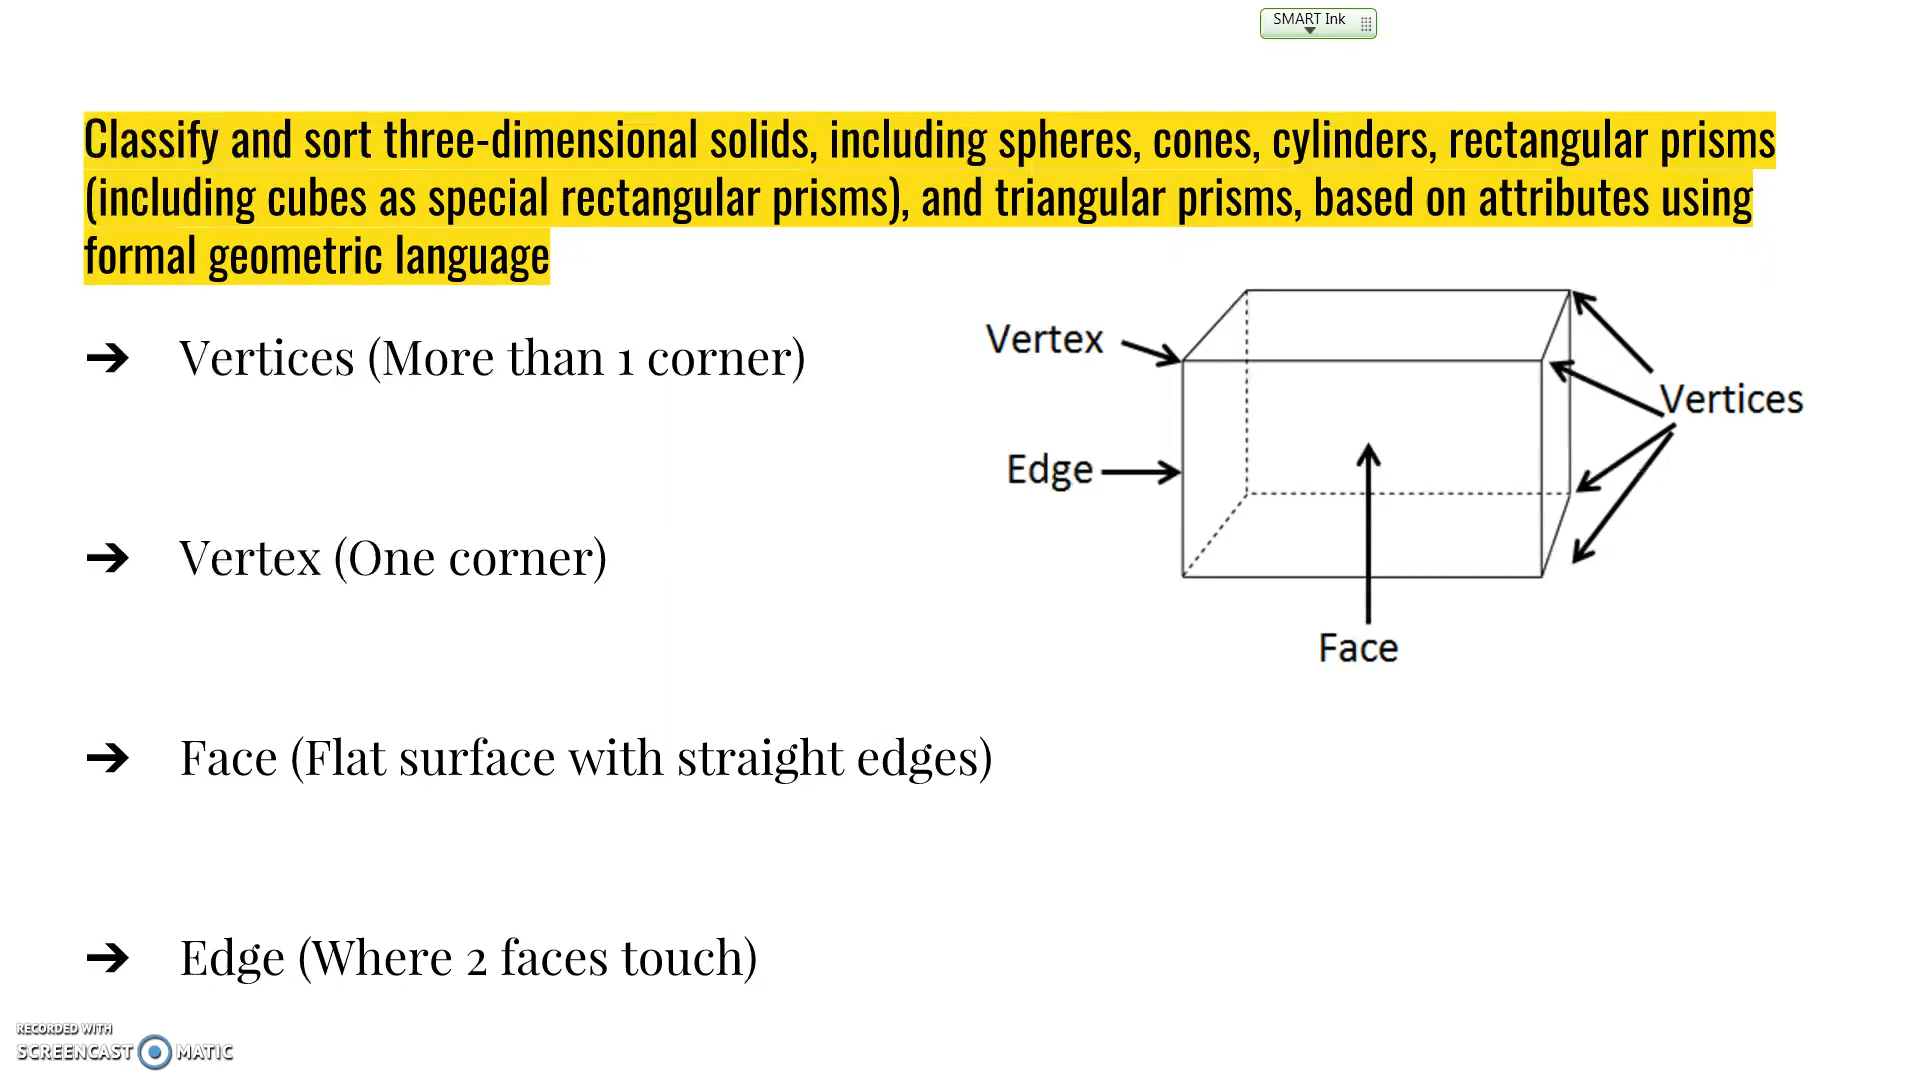 SMART Ink
Classify and sort three-dimensional solids, including spheres, cones, cylinders, rectangular prisms
(including cubes as special rectangular prisms), and triangular prisms, based on attributes using
formal geometric language
➔ Vertices (More than 1 corner)
➔ Vertex (One corner)
➔ Face (Flat surface with straight edges)
➔ Edge (Where 2 faces touch)
Vertex
Vertices
Edge
Face
RECORDED WITH
SCREENCAST MATIC